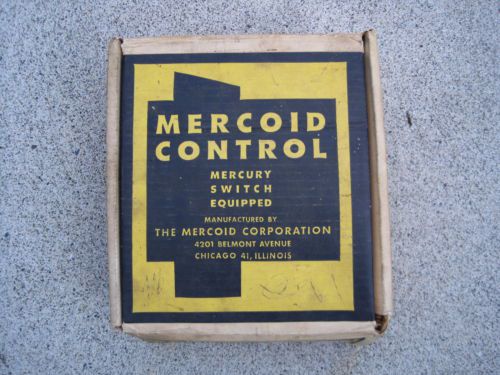 MERCOID
CONTROL
MERCURY
SWITCH
EQUIPPED
MANUFACTURED BY
THE MERCOID CORPORATION
4201 BELMONT AVENUE
CHICAGO 41, ILLINOIS